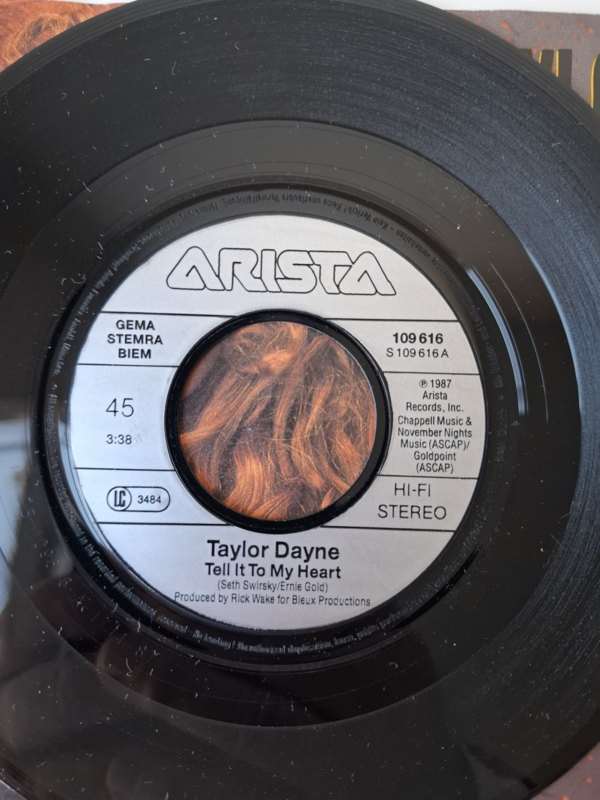 ARISTA
GEMA
STEMRA
BIEM
109 616
S 109 616 A
45
3:38
℗ 1987
Arista
Records, Inc.
Chappell Music &
November Nights
Music (ASCAP)/
Goldpoint
(ASCAP)
LC 3484
HI-FI
STEREO
Taylor Dayne
Tell It To My Heart
(Seth Swirsky/Ernie Gold)
Produced by Rick Wake for Bleux Productions